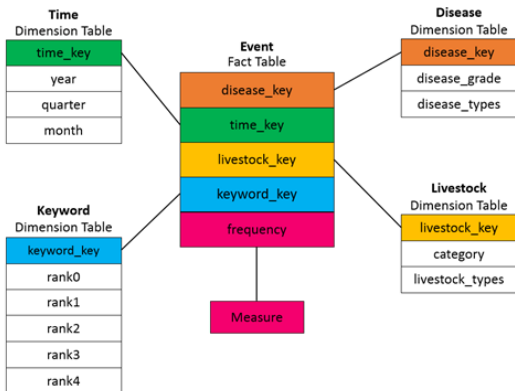 Time
Dimension Table
time_key
year
quarter
month
Event
Fact Table
disease_key
time_key
livestock_key
keyword_key
frequency
Measure
Disease
Dimension Table
disease_key
disease_grade
disease_types
Keyword
Dimension Table
keyword_key
rank0
rank1
rank2
rank3
rank4
Livestock
Dimension Table
livestock_key
category
livestock_types